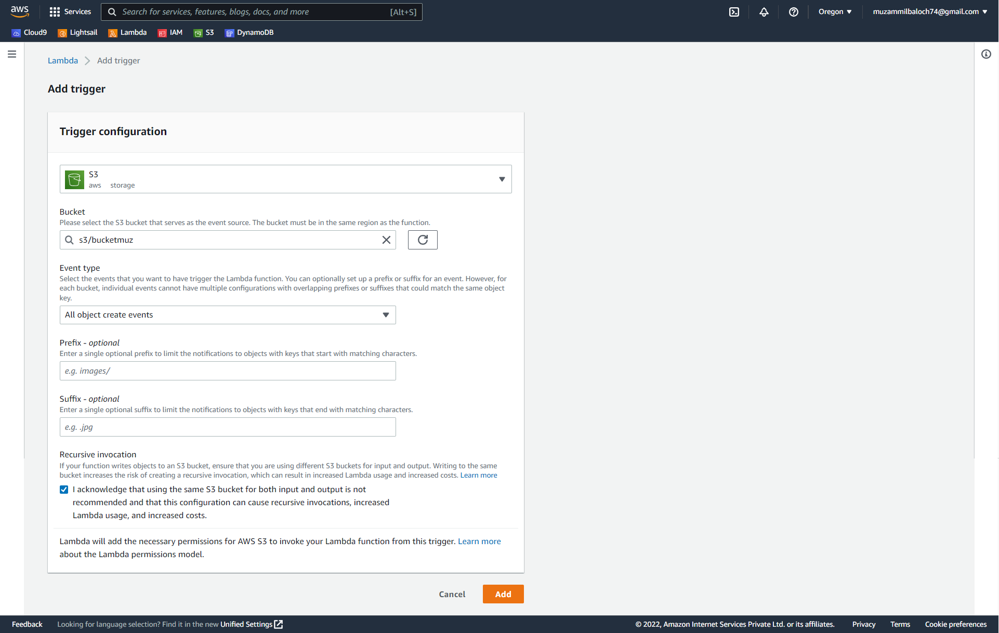 aws
Services
Search for services, features, blogs, docs, and more
[Alt+S]
Oregon
muzammilbaloch74@gmail.com
Cloud9
Lightsail
Lambda
IAM
S3
DynamoDB
Lambda
Add trigger
Add trigger
Trigger configuration
S3
aws storage
Bucket
Please select the S3 bucket that serves as the event source. The bucket must be in the same region as the function.
s3/bucketmuz
Event type
Select the events that you want to have trigger the Lambda function. You can optionally set up a prefix or suffix for an event. However, for
each bucket, individual events cannot have multiple configurations with overlapping prefixes or suffixes that could match the same object
key.
All object create events
Prefix - optional
Enter a single optional prefix to limit the notifications to objects with keys that start with matching characters.
e.g. images/
Suffix - optional
Enter a single optional suffix to limit the notifications to objects with keys that end with matching characters.
e.g. .jpg
Recursive invocation
If your function writes objects to an S3 bucket, ensure that you are using different S3 buckets for input and output. Writing to the same
bucket increases the risk of creating a recursive invocation, which can result in increased Lambda usage and increased costs. Learn more
I acknowledge that using the same S3 bucket for both input and output is not
recommended and that this configuration can cause recursive invocations, increased
Lambda usage, and increased costs.
Lambda will add the necessary permissions for AWS S3 to invoke your Lambda function from this trigger. Learn more
about the Lambda permissions model.
Cancel
Add
Feedback
Looking for language selection? Find it in the new Unified Settings
© 2022, Amazon Internet Services Private Ltd. or its affiliates.
Privacy
Terms
Cookie preferences